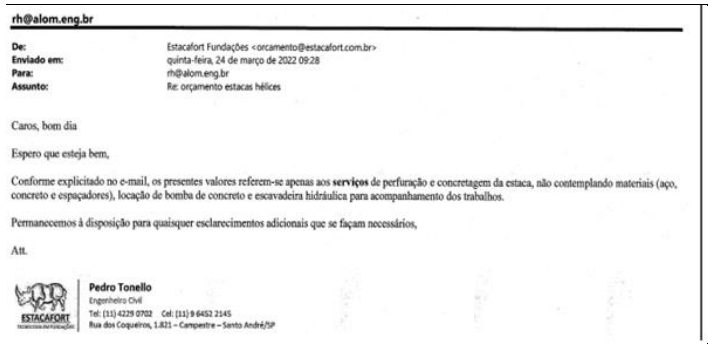 rh@alom.eng.br
De: Estacafort Fundações <orcamento@estacafort.com.br>
Enviado em: quinta-feira, 24 de março de 2022 09:28
Para: rh@alom.eng.br
Assunto: Re: orçamento estacas hélices
Caros, bom dia
Espero que esteja bem,
Conforme explicitado no e-mail, os presentes valores referem-se apenas aos serviços de perfuração e concretagem da estaca, não contemplando materiais (aço,
concreto e espaçadores), locação de bomba de concreto e escavadeira hidráulica para acompanhamento dos trabalhos.
Permanecemos à disposição para quaisquer esclarecimentos adicionais que se façam necessários,
Att.
ESTACAFORT
Pedro Tonello
Engenheiro Civil
Tel: (11) 4229 0702 Cel: (11) 9 6452 2145
Rua dos Coqueiros, 1.821 – Campestre – Santo André/SP